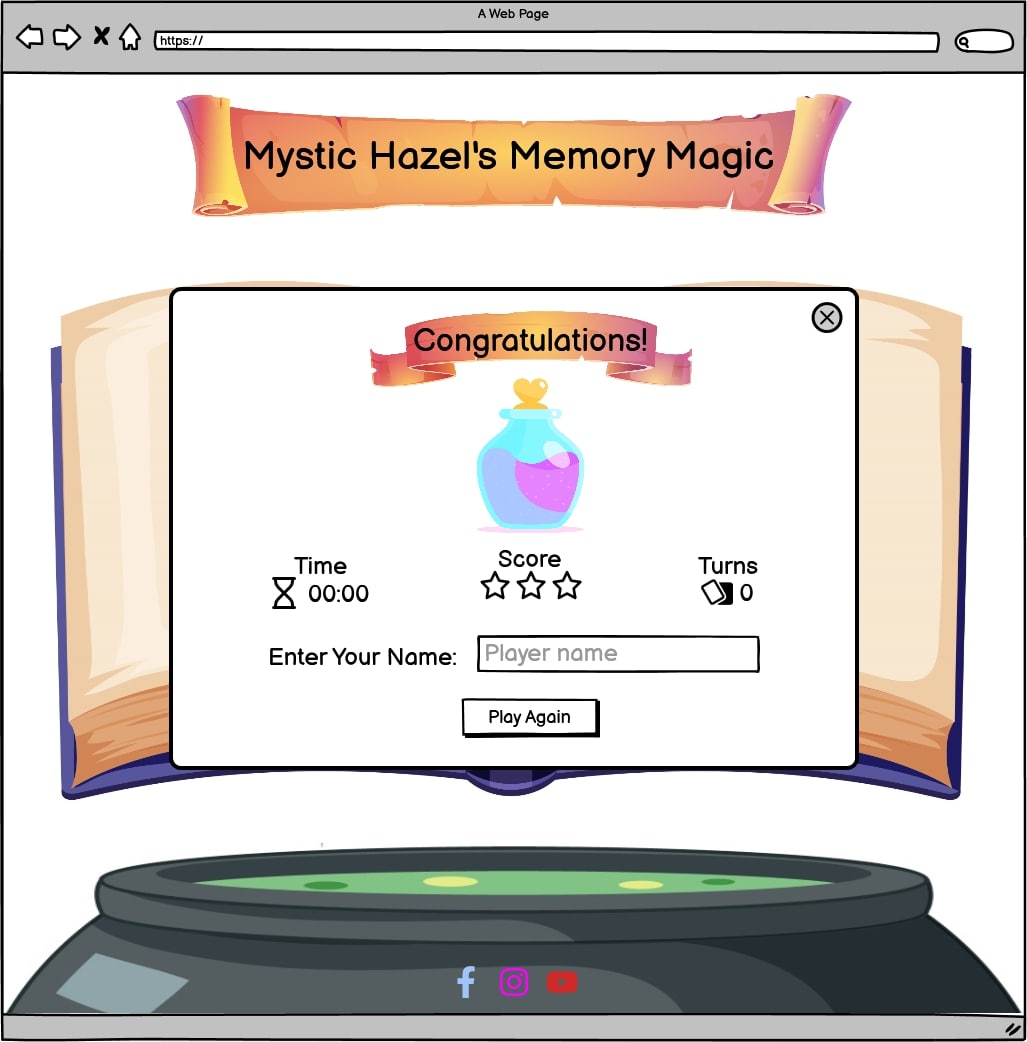 A Web Page
https://
Mystic Hazel's Memory Magic
Congratulations!
Time
00:00
Score
Turns
0
Enter Your Name:
Player name
Play Again